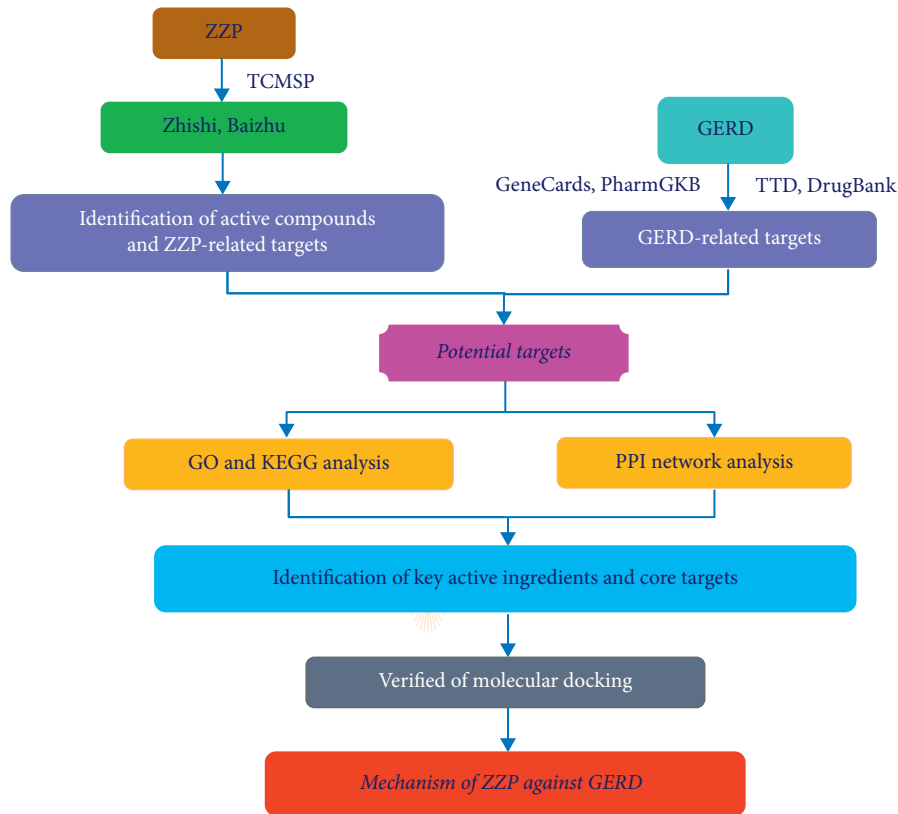 ZZP
TCMSP
Zhishi, Baizhu
GERD
GeneCards, PharmGKB
TTD, DrugBank
Identification of active compounds
and ZZP-related targets
GERD-related targets
Potential targets
GO and KEGG analysis
PPI network analysis
Identification of key active ingredients and core targets
Verified of molecular docking
Mechanism of ZZP against GERD